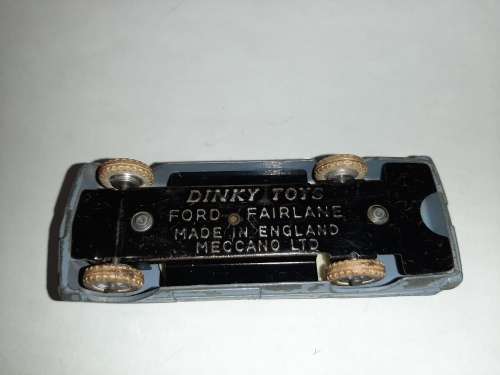 DINKY TOYS
FORD FAIRLANE
MADE IN ENGLAND
MECCANO LTD